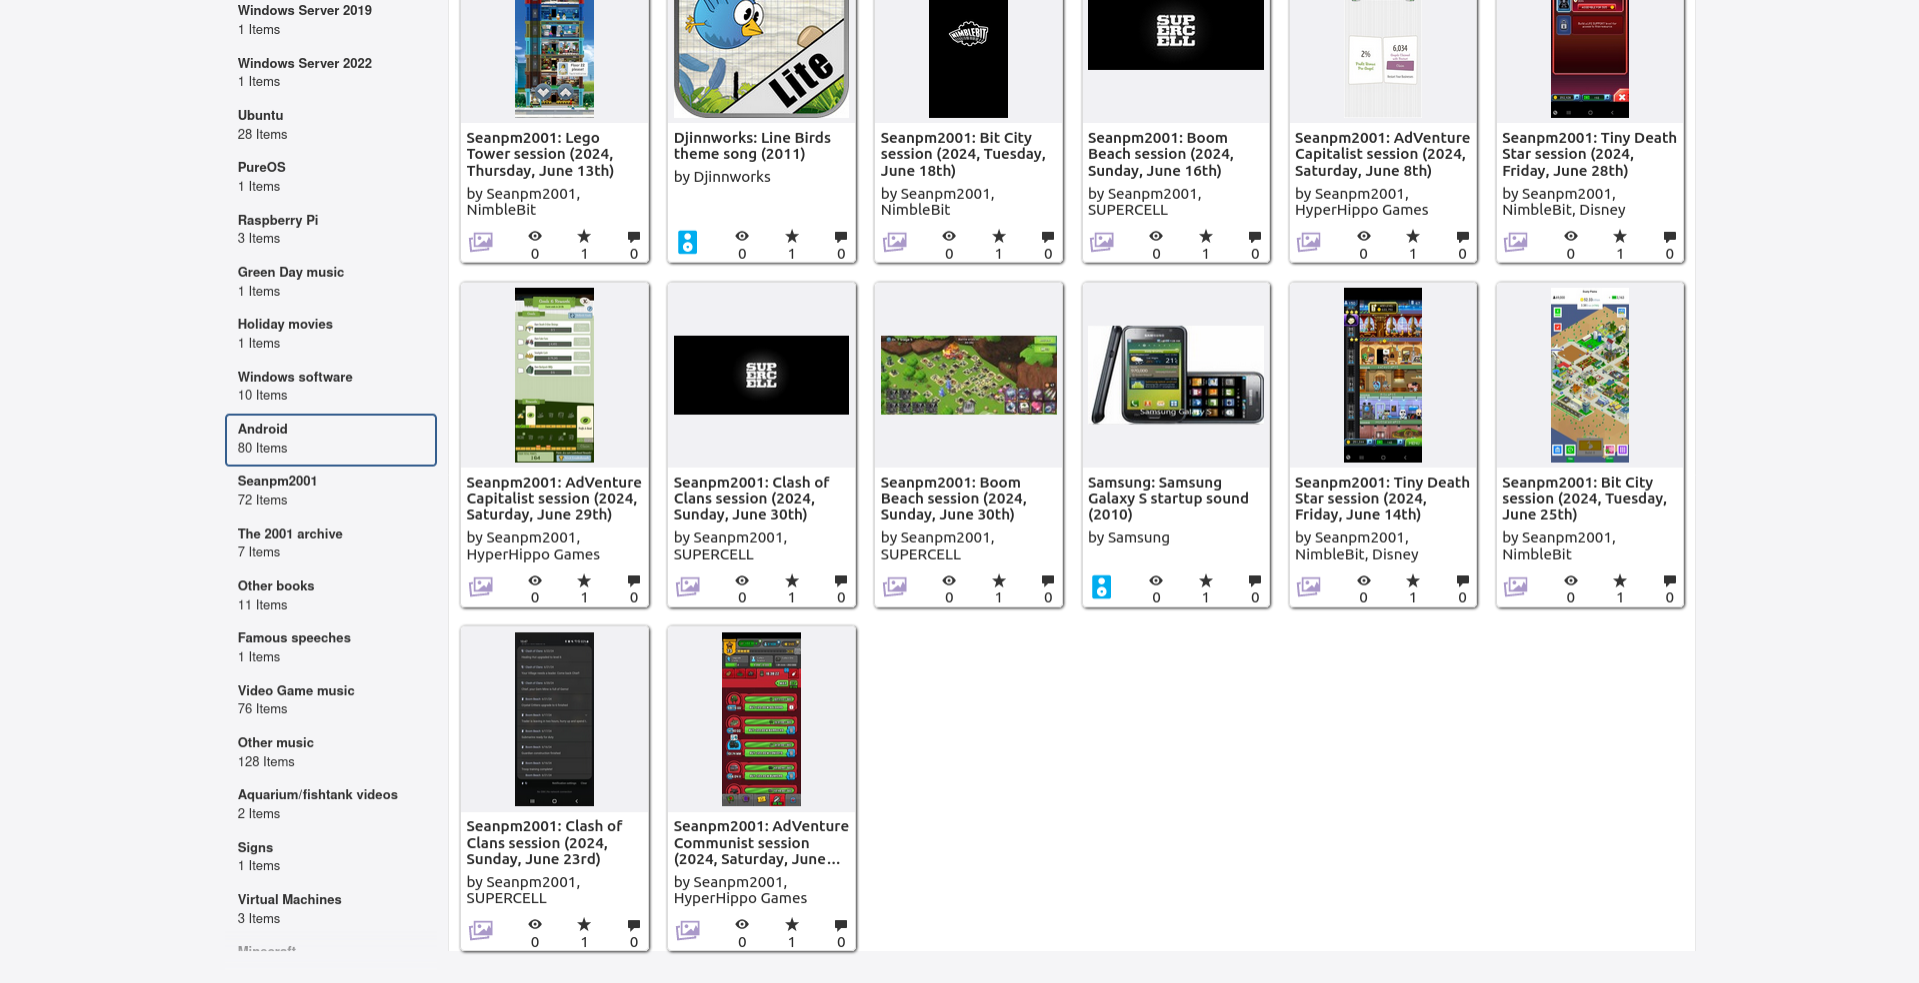 Windows Server 2019
1 Items
Windows Server 2022
1 Items
Ubuntu
28 Items
PureOS
1 Items
Raspberry Pi
3 Items
Green Day music
1 Items
Holiday movies
1 Items
Windows software
10 Items
Android
80 Items
Seanpm2001
72 Items
The 2001 archive
7 Items
Other books
11 Items
Famous speeches
1 Items
Video Game music
76 Items
Other music
128 Items
Aquarium/fishtank videos
2 Items
Signs
1 Items
Virtual Machines
3 Items
Minecraft
Seanpm2001: Lego
Tower session (2024,
Thursday, June 13th)
by Seanpm2001,
NimbleBit
0 1 0
Lite
Djinnworks: Line Birds
theme song (2011)
by Djinnworks
0 1 0
NIMBLEBIT
Seanpm2001: Bit City
session (2024, Tuesday,
June 18th)
by Seanpm2001,
NimbleBit
0 1 0
SUP
ERC
ELL
Seanpm2001: Boom
Beach session (2024,
Sunday, June 16th)
by Seanpm2001,
SUPERCELL
0 1 0
2%
6,034
Seanpm2001: AdVenture
Capitalist session (2024,
Saturday, June 8th)
by Seanpm2001,
HyperHippo Games
0 1 0
Seanpm2001: Tiny Death
Star session (2024,
Friday, June 28th)
by Seanpm2001,
NimbleBit, Disney
0 1 0
Seanpm2001: AdVenture
Capitalist session (2024,
Saturday, June 29th)
by Seanpm2001,
HyperHippo Games
0 1 0
SUP
ERC
ELL
Seanpm2001: Clash of
Clans session (2024,
Sunday, June 30th)
by Seanpm2001,
SUPERCELL
0 1 0
Seanpm2001: Boom
Beach session (2024,
Sunday, June 30th)
by Seanpm2001,
SUPERCELL
0 1 0
Samsung Galaxy S
Samsung: Samsung
Galaxy S startup sound
(2010)
by Samsung
0 1 0
Seanpm2001: Tiny Death
Star session (2024,
Friday, June 14th)
by Seanpm2001,
NimbleBit, Disney
0 1 0
Seanpm2001: Bit City
session (2024, Tuesday,
June 25th)
by Seanpm2001,
NimbleBit
0 1 0
Seanpm2001: Clash of
Clans session (2024,
Sunday, June 23rd)
by Seanpm2001,
SUPERCELL
0 1 0
Seanpm2001: AdVenture
Communist session
(2024, Saturday, June...
by Seanpm2001,
HyperHippo Games
0 1 0